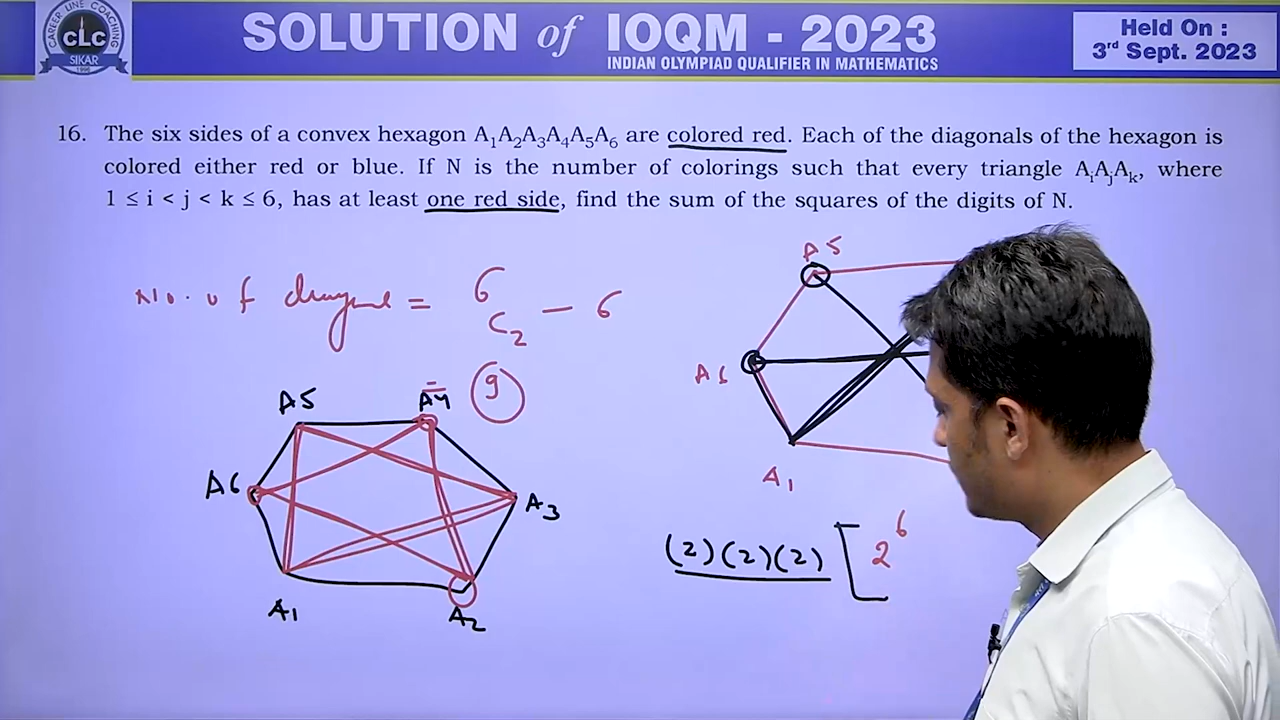 CAREER LINE COACHING
CLC
SIKAR
1996
SOLUTION of IOQM - 2023
INDIAN OLYMPIAD QUALIFIER IN MATHEMATICS
Held On :
3rd Sept. 2023
16. The six sides of a convex hexagon A₁A₂A₃A₄A₅A₆ are colored red. Each of the diagonals of the hexagon is
colored either red or blue. If N is the number of colorings such that every triangle AᵢAⱼAₖ, where
1 ≤ i < j < k ≤ 6, has at least one red side, find the sum of the squares of the digits of N.
No. of = 6C2 - 6
9
A5
A4
A6
A3
A1
A2
A5
A6
A1
(2)(2)(2) [2⁶